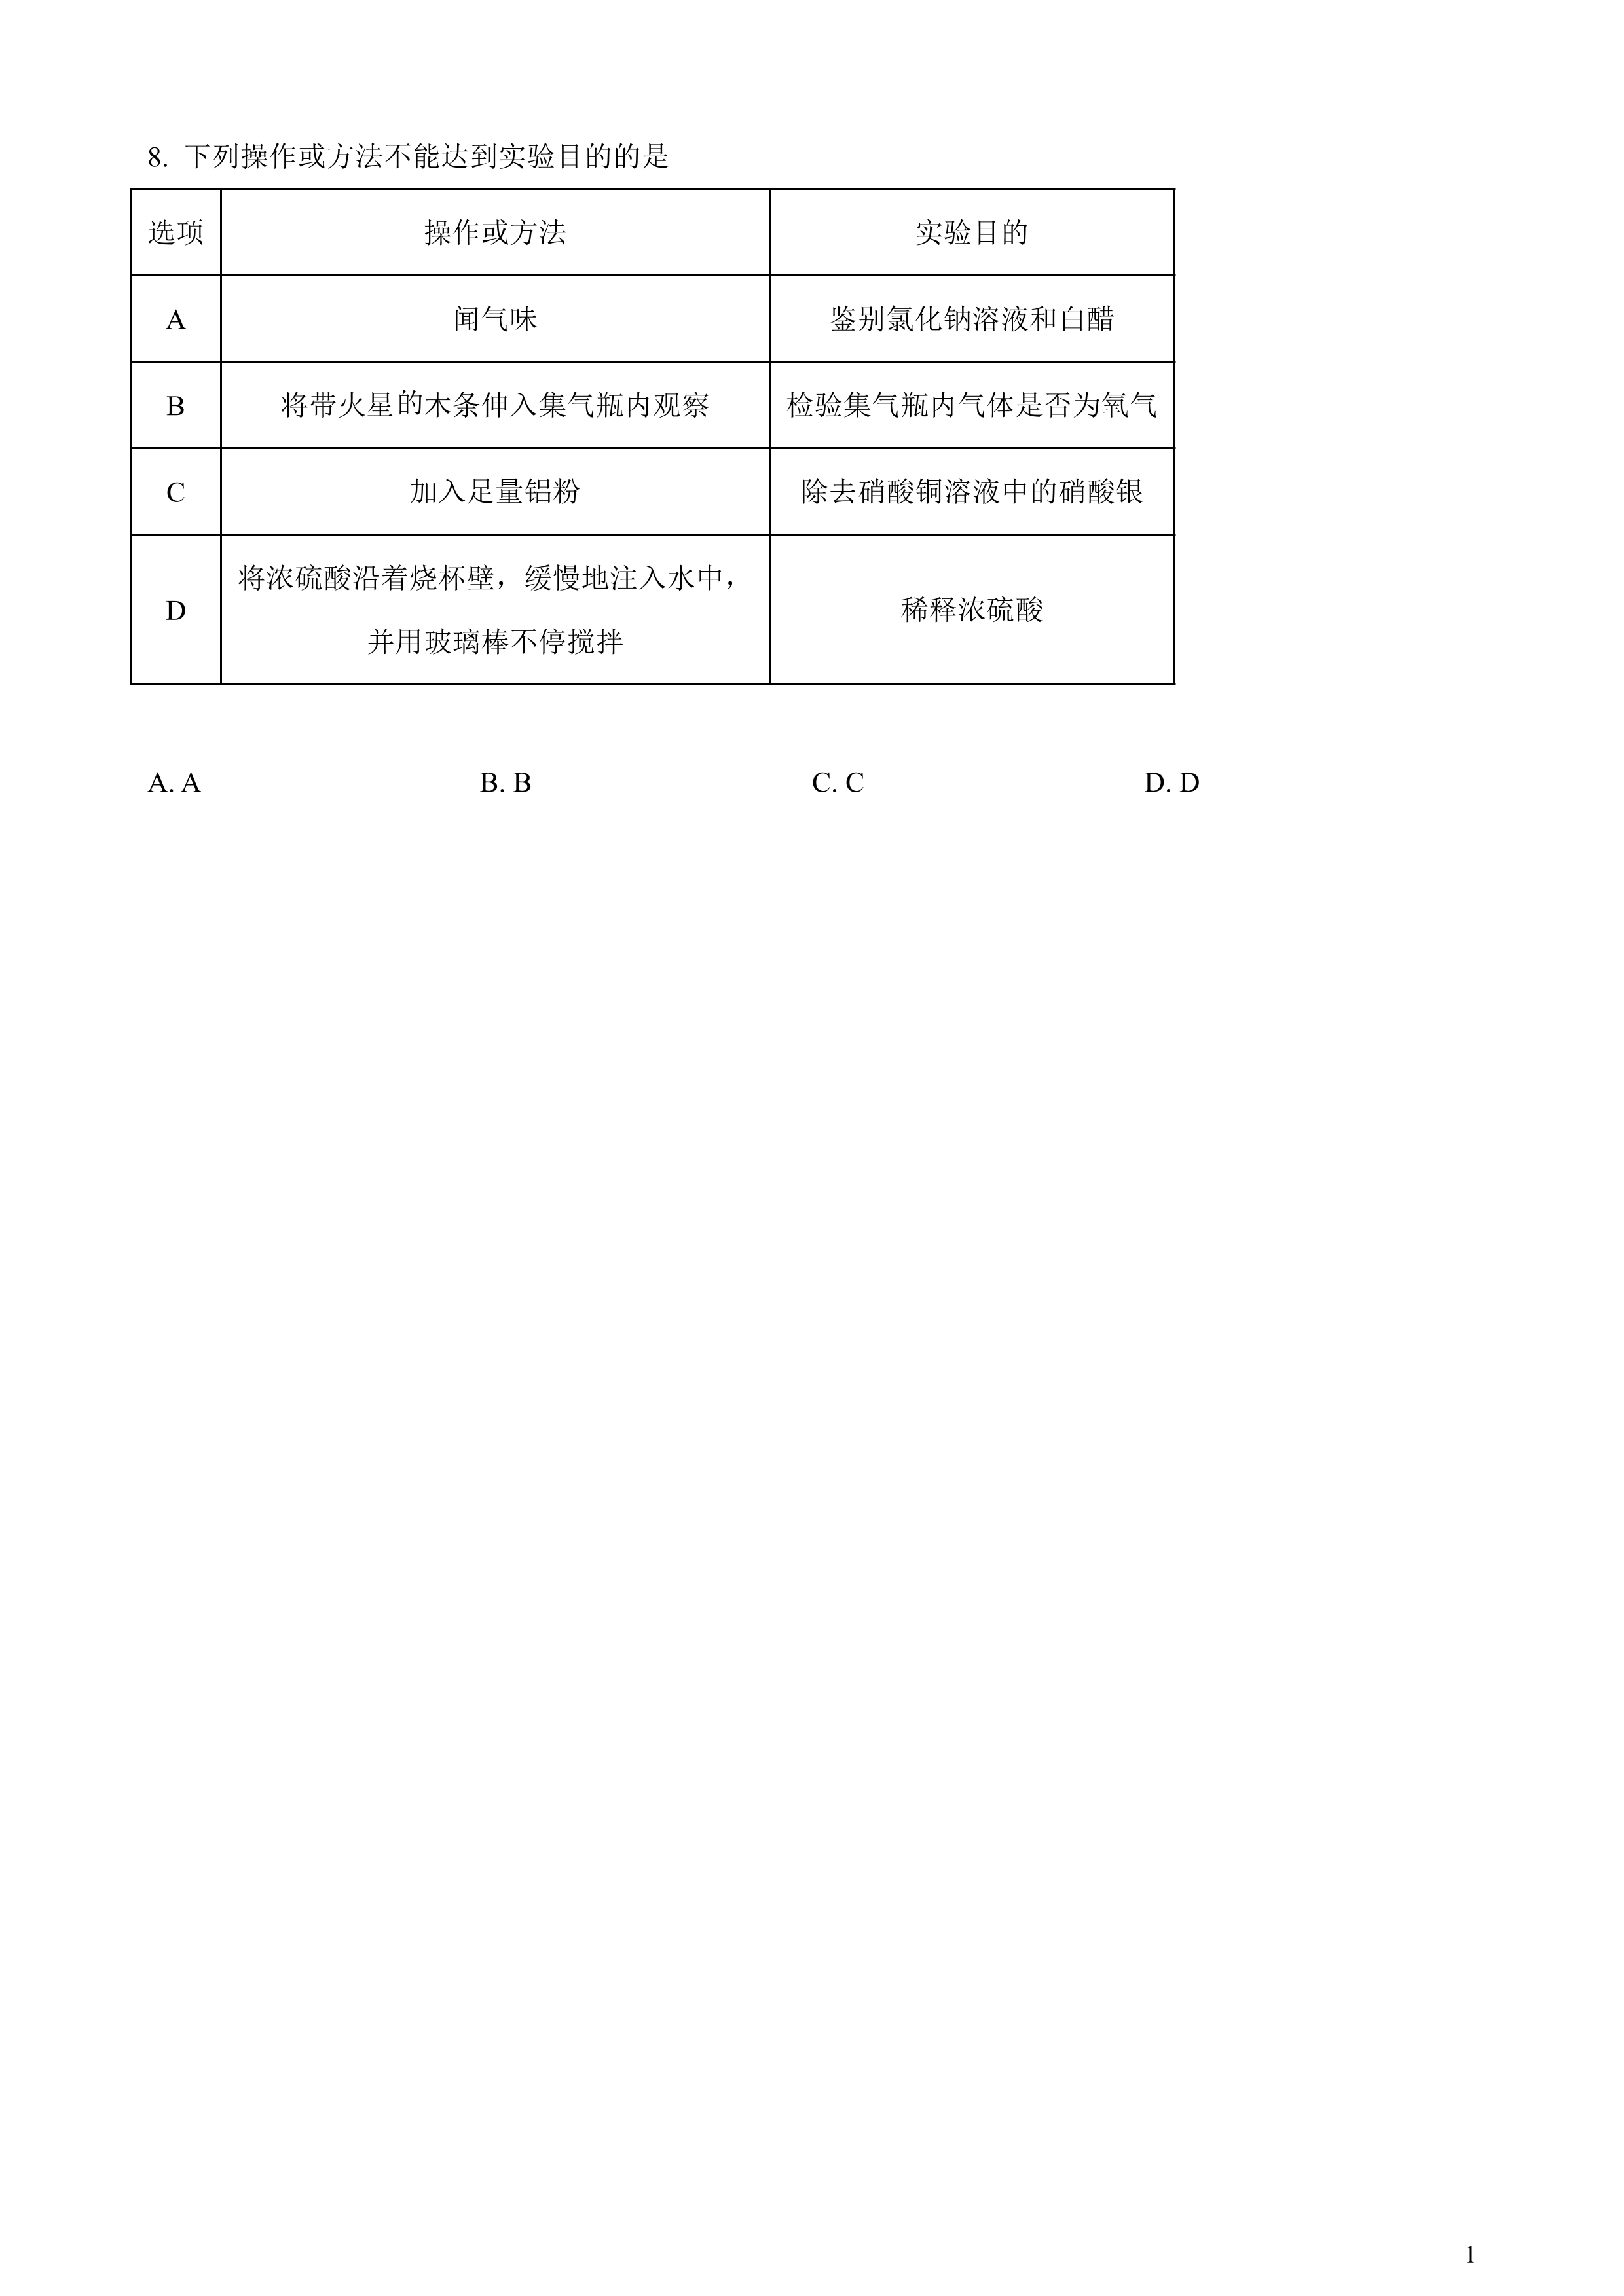 8. 下列操作或方法不能达到实验目的的是
选项 操作或方法 实验目的
A 闻气味 鉴别氯化钠溶液和白醋
B 将带火星的木条伸入集气瓶内观察 检验集气瓶内气体是否为氧气
C 加入足量铝粉 除去硝酸铜溶液中的硝酸银
D 将浓硫酸沿着烧杯壁，缓慢地注入水中， 稀释浓硫酸
并用玻璃棒不停搅拌
A. A B. B C. C D. D
1